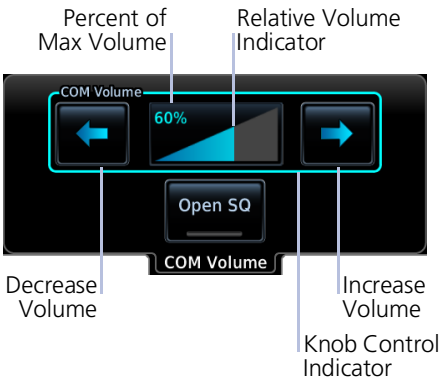 Percent of
Max Volume
Relative Volume
Indicator
COM Volume
60%
Open SQ
COM Volume
Decrease
Volume
Increase
Volume
Knob Control
Indicator